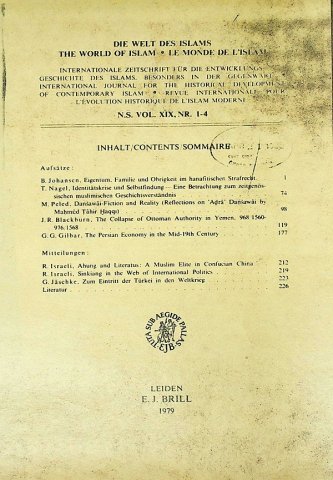 DIE WELT DES ISLAMS
THE WORLD OF ISLAM • LE MONDE DE L'ISLAM
INTERNATIONALE ZEITSCHRIFT FÜR DIE ENTWICKLUNGS-
GESCHICHTE DES ISLAMS, BESONDERS IN DER GEGENWART
INTERNATIONAL JOURNAL FOR THE HISTORICAL DEVELOPMENT
OF CONTEMPORARY ISLAM • REVUE INTERNATIONALE POUR
L'ÉVOLUTION HISTORIQUE DE L'ISLAM MODERNE
N.S. VOL. XIX, NR. 1-4
INHALT/CONTENTS SOMMAIRE
Aufsätze:
B. Johansen, Eigentum, Familie und Obrigkeit im hanafitischen Strafrecht. 1
T. Nagel, Identitätskrise und Selbstfindung — Eine Betrachtung zum zeitgenös-
sischen muslimischen Geschichtsverständnis 74
M. Peled, Danšawāi-Fiction and Reality (Reflections on 'Aḏrā' Danšawāi by
Maḥmūd Ṭāhir Ḥaqqī) 98
J.R. Blackburn, The Collapse of Ottoman Authority in Yemen, 968/1560-
976/1568 119
G. G. Gilbar, The Persian Economy in the Mid-19th Century 177
Mitteilungen:
R. Israeli, Ahung and Literatus: A Muslim Elite in Confucian China 212
R. Israeli, Sinkiang in the Web of International Politics 219
G. Jäschke, Zum Eintritt der Türkei in den Weltkrieg 223
Literatur 226
TUTA SUB AEGIDE PALLAS
EJB
LEIDEN
E. J. BRILL
1979